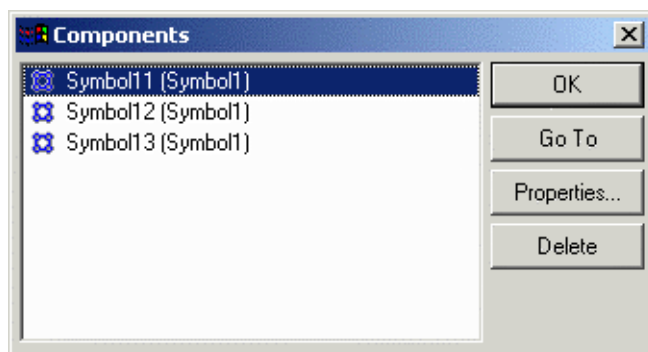 Components
Symbol11 (Symbol1)
Symbol12 (Symbol1)
Symbol13 (Symbol1)
OK
Go To
Properties...
Delete